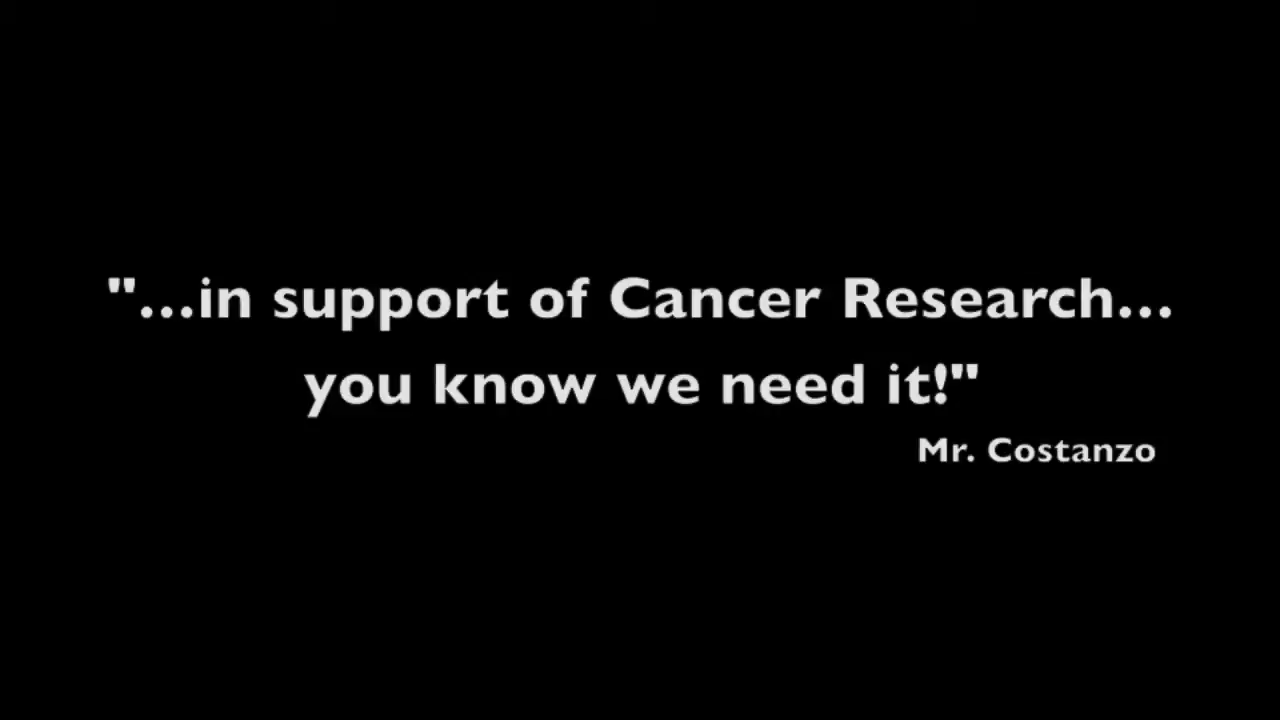 "...in support of Cancer Research...
you know we need it!"
Mr. Costanzo